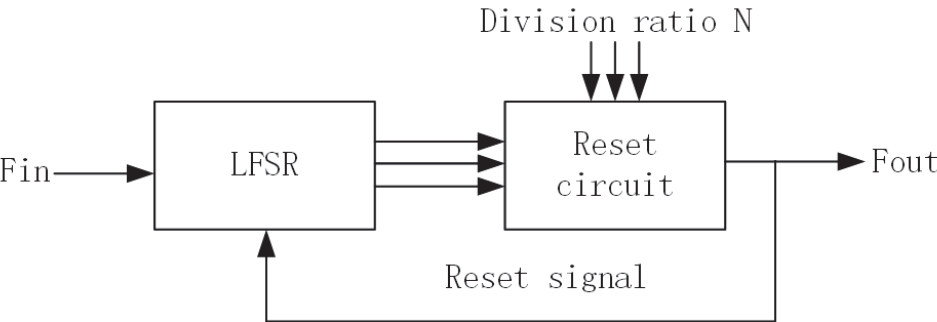 Division ratio N
Fin
LFSR
Reset
circuit
Fout
Reset signal